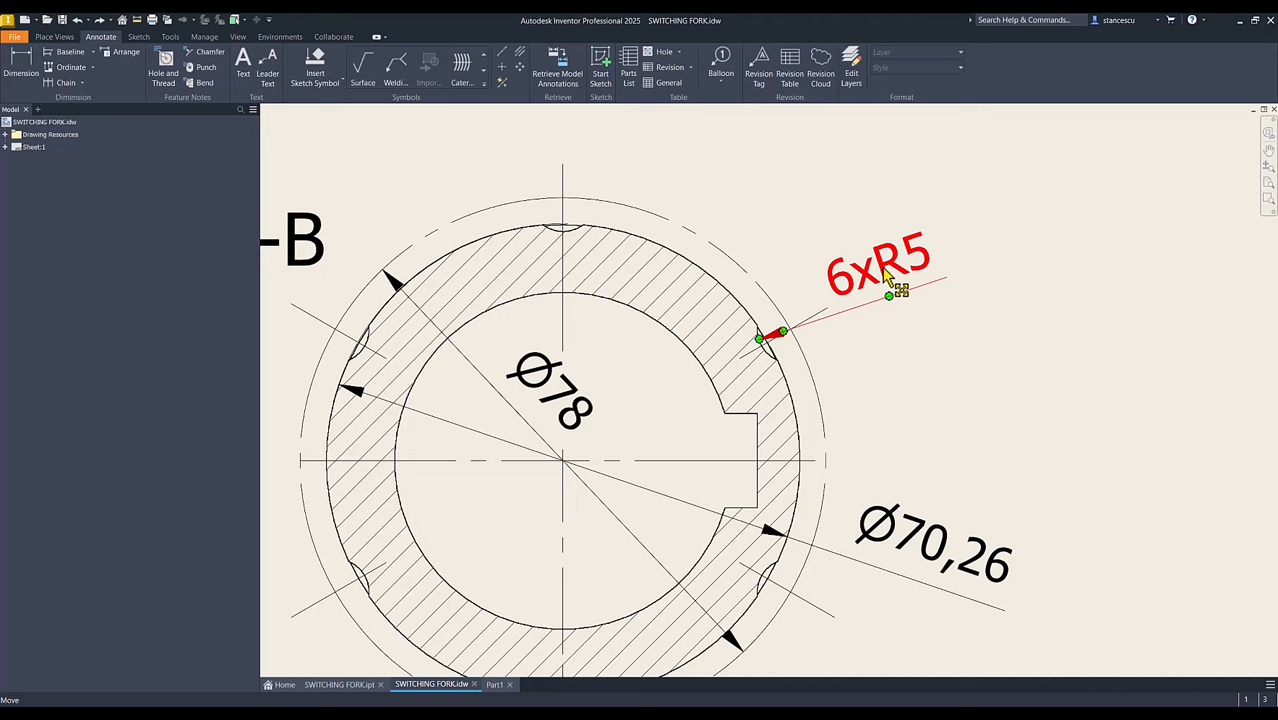 Autodesk Inventor Professional 2025 SWITCHING FORK.idw
Search Help & Commands...
stancescu
File Place Views Annotate Sketch Tools Manage View Environments Collaborate
Dimension
Baseline
Arrange
Ordinate
Chain
Dimension
Hole and
Thread
Chamfer
Punch
Bend
Feature Notes
Text
Leader
Text
Text
Insert
Sketch Symbol
Surface
Weldi...
Impor...
Cater...
Symbols
Retrieve Model
Annotations
Retrieve
Start
Sketch
Sketch
Parts
List
Hole
Revision
General
Table
Balloon
Revision
Tag
Revision
Table
Revision
Cloud
Revision
Edit
Layers
Layer
Style
Format
Model
SWITCHING FORK.idw
Drawing Resources
Sheet:1
-B
6xR5
Ø78
Ø70,26
Home SWITCHING FORK.ipt SWITCHING FORK.idw Part1
Move
1 3